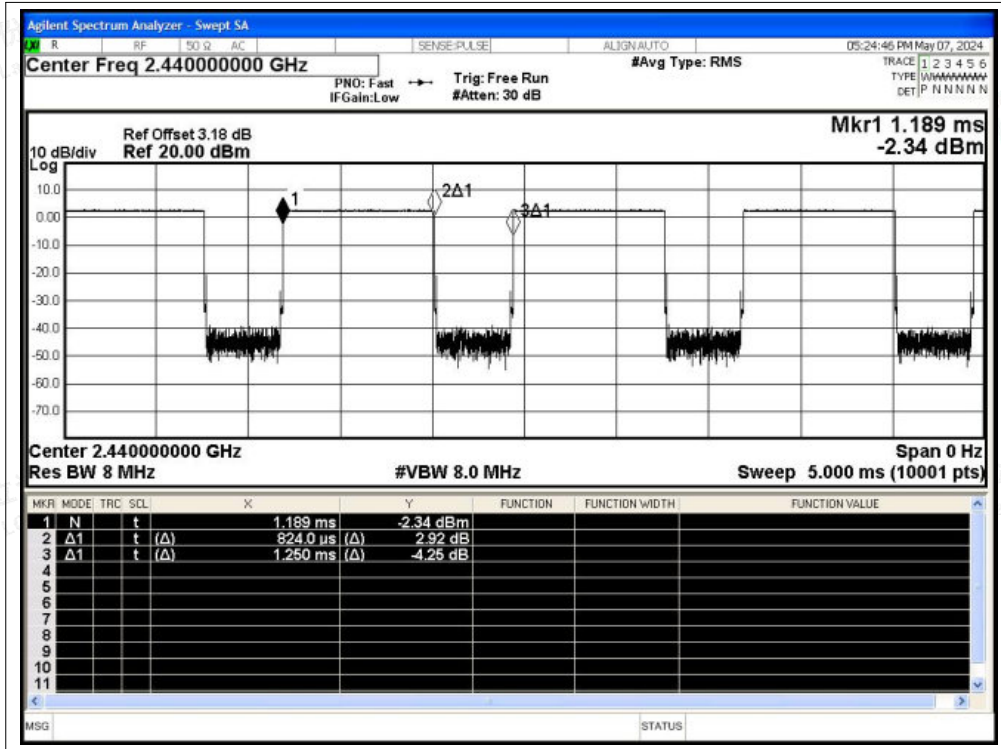 Agilent Spectrum Analyzer - Swept SA
LXI R RF 50 Ω AC SENSE:PULSE ALIGN AUTO 05:24:46 PM May 07, 2024
Center Freq 2.440000000 GHz #Avg Type: RMS TRACE 1 2 3 4 5 6
PNO: Fast Trig: Free Run TYPE WWWWWW
IFGain:Low #Atten: 30 dB DET P N N N N N
Mkr1 1.189 ms
Ref Offset 3.18 dB
10 dB/div Ref 20.00 dBm -2.34 dBm
Log
10.0
1 2Δ1
0.00 3Δ1
-10.0
-20.0
-30.0
-40.0
-50.0
-60.0
-70.0
Center 2.440000000 GHz Span 0 Hz
Res BW 8 MHz #VBW 8.0 MHz Sweep 5.000 ms (10001 pts)
MKR MODE TRC SCL X Y FUNCTION FUNCTION WIDTH FUNCTION VALUE
1 N t 1.189 ms -2.34 dBm
2 Δ1 t (Δ) 824.0 µs (Δ) 2.92 dB
3 Δ1 t (Δ) 1.250 ms (Δ) -4.25 dB
4
5
6
7
8
9
10
11
MSG STATUS